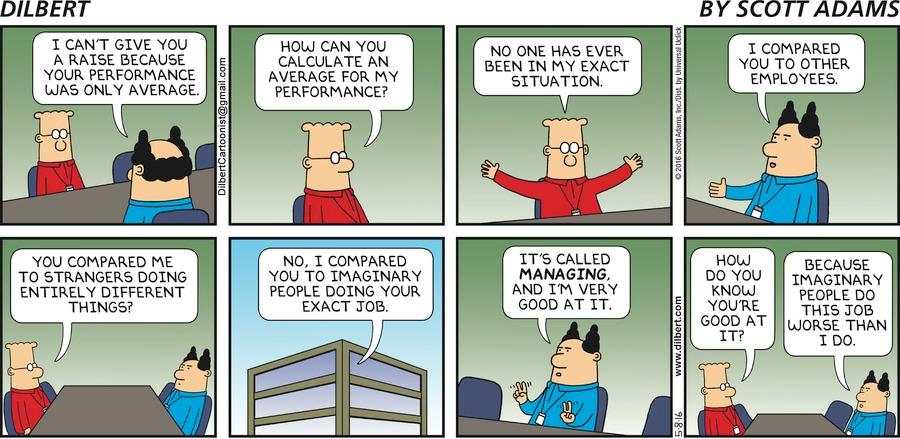 DILBERT
BY SCOTT ADAMS
I CAN'T GIVE YOU
A RAISE BECAUSE
YOUR PERFORMANCE
WAS ONLY AVERAGE.
DilbertCartoonist@gmail.com
HOW CAN YOU
CALCULATE AN
AVERAGE FOR MY
PERFORMANCE?
NO ONE HAS EVER
BEEN IN MY EXACT
SITUATION.
© 2016 Scott Adams, Inc./Dist. by Universal Uclick
I COMPARED
YOU TO OTHER
EMPLOYEES.
YOU COMPARED ME
TO STRANGERS DOING
ENTIRELY DIFFERENT
THINGS?
NO, I COMPARED
YOU TO IMAGINARY
PEOPLE DOING YOUR
EXACT JOB.
IT'S CALLED
MANAGING,
AND I'M VERY
GOOD AT IT.
5-8-16 www.dilbert.com
HOW
DO YOU
KNOW
YOU'RE
GOOD AT
IT?
BECAUSE
IMAGINARY
PEOPLE DO
THIS JOB
WORSE THAN
I DO.